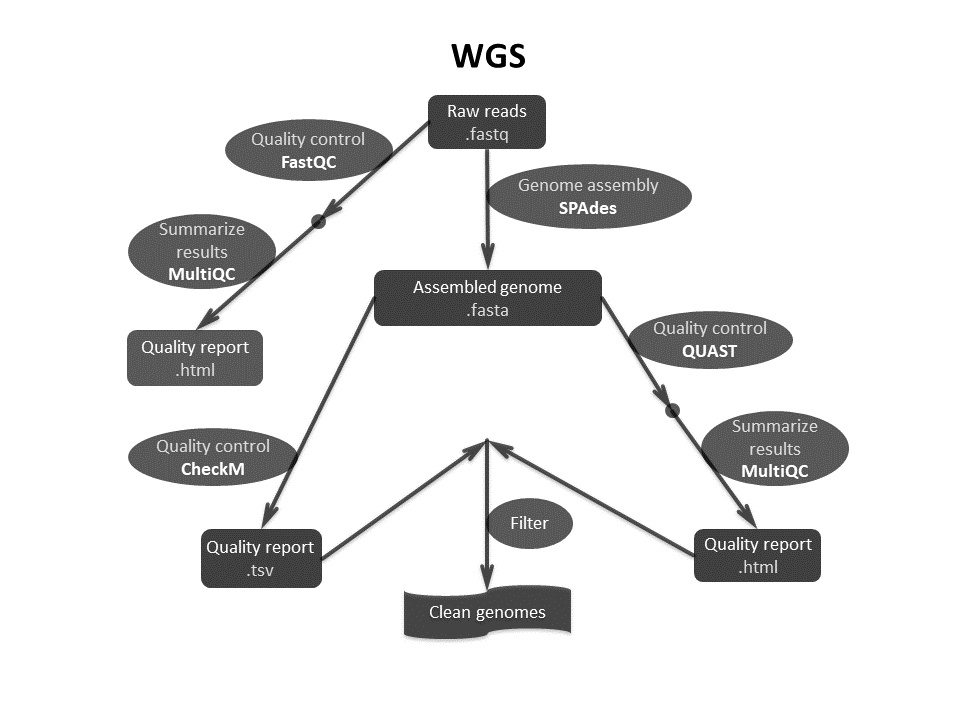 WGS
Raw reads
.fastq
Quality control
FastQC
Genome assembly
SPAdes
Summarize
results
MultiQC
Assembled genome
.fasta
Quality control
QUAST
Quality report
.html
Summarize
results
MultiQC
Quality control
CheckM
Filter
Quality report
.tsv
Quality report
.html
Clean genomes